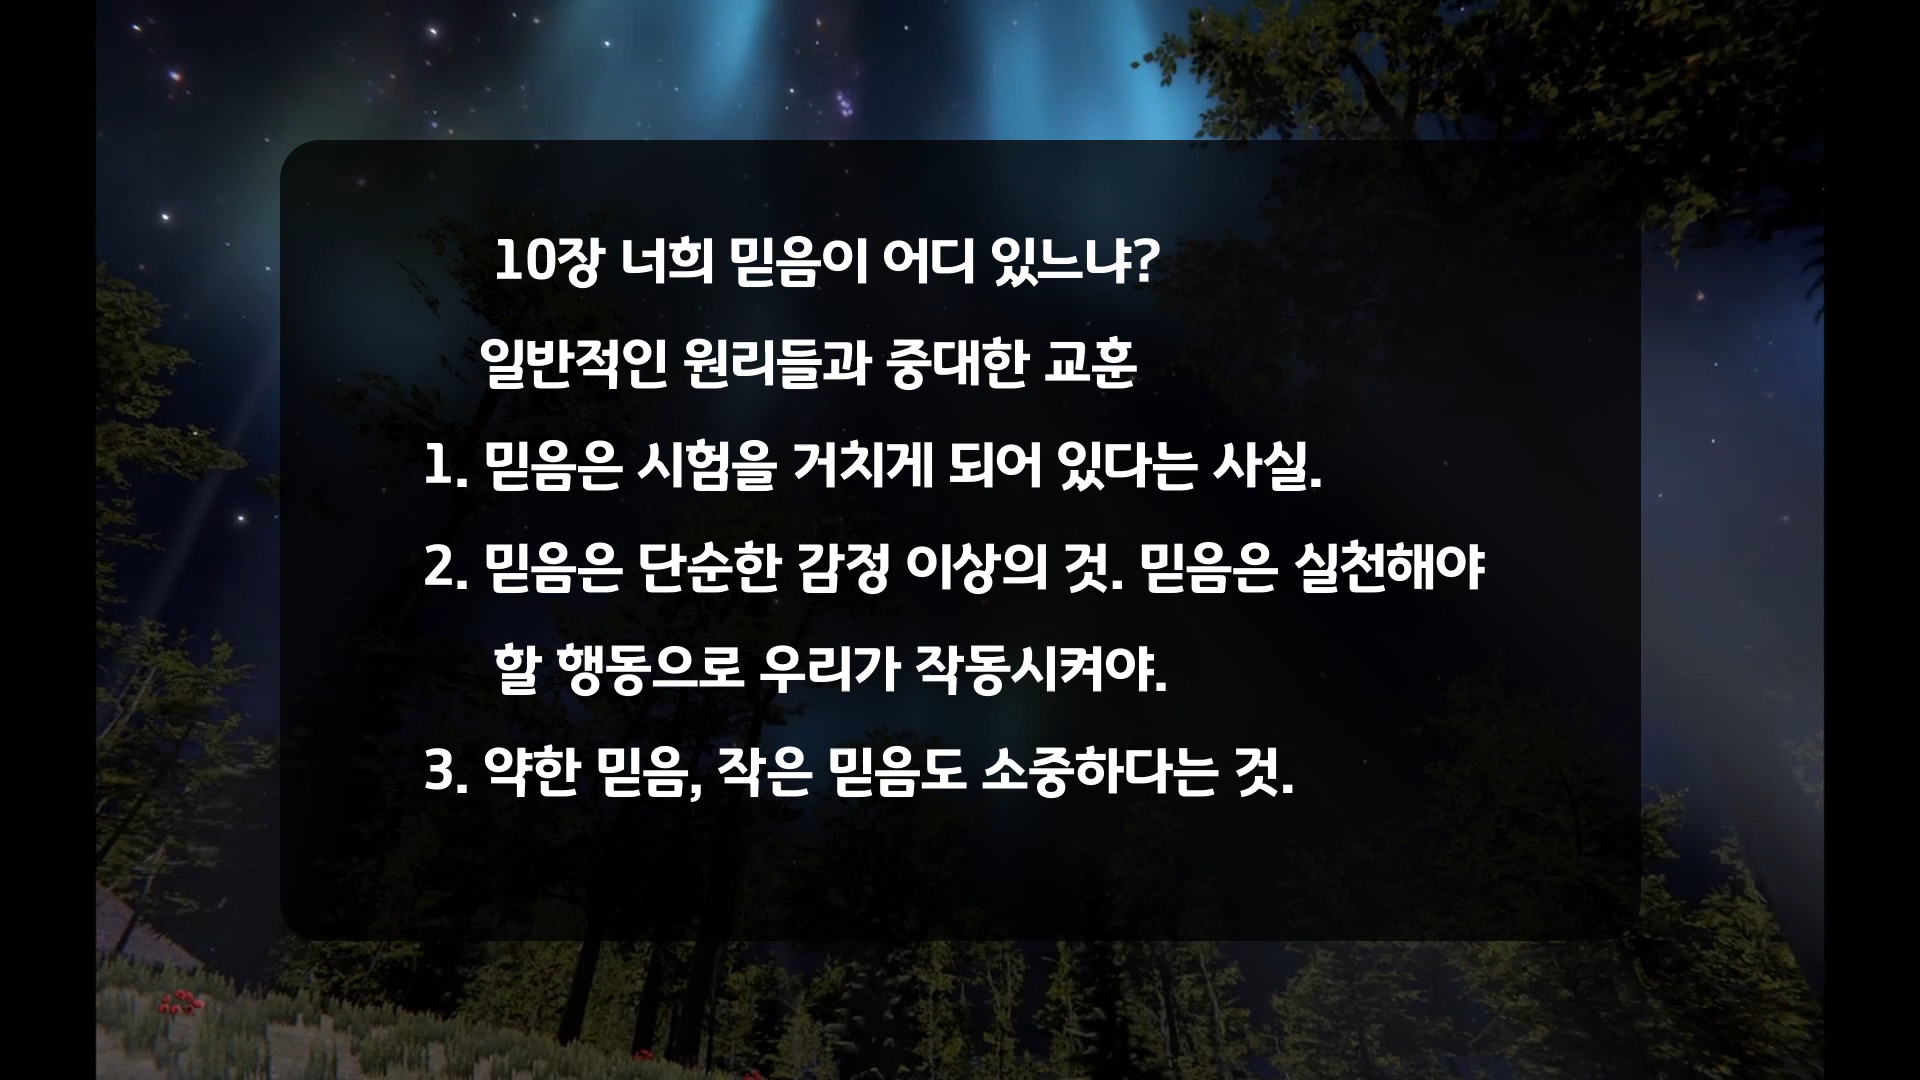 10장 너희 믿음이 어디 있느냐?
일반적인 원리들과 중대한 교훈
1. 믿음은 시험을 거치게 되어 있다는 사실.
2. 믿음은 단순한 감정 이상의 것. 믿음은 실천해야
할 행동으로 우리가 작동시켜야.
3. 약한 믿음, 작은 믿음도 소중하다는 것.